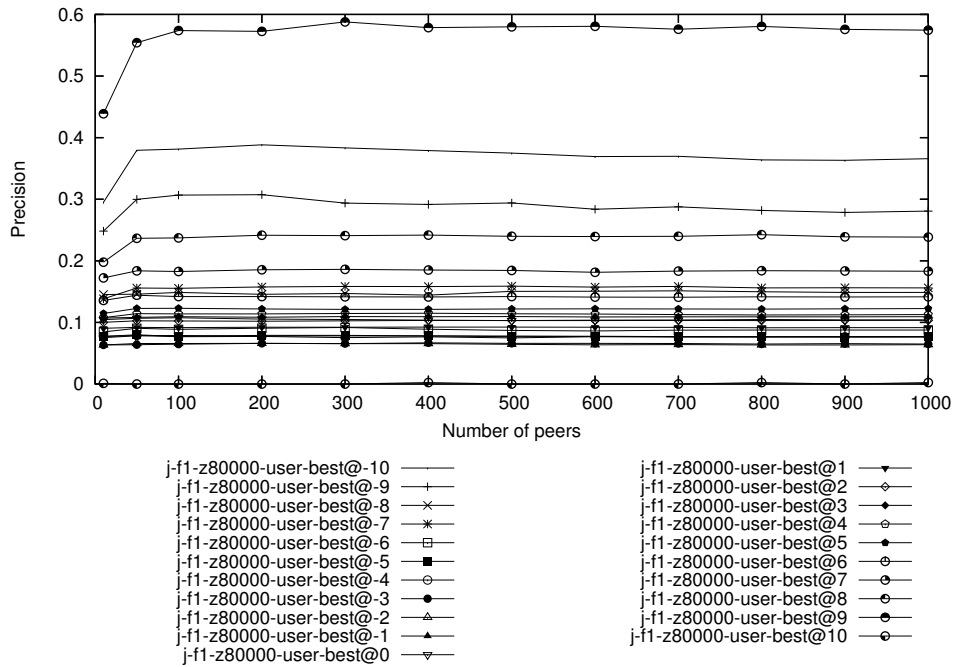 0.6
0.5
0.4
0.3
0.2
0.1
0
Precision
0 100 200 300 400 500 600 700 800 900 1000
Number of peers
j-f1-z80000-user-best@-10
j-f1-z80000-user-best@-9
j-f1-z80000-user-best@-8
j-f1-z80000-user-best@-7
j-f1-z80000-user-best@-6
j-f1-z80000-user-best@-5
j-f1-z80000-user-best@-4
j-f1-z80000-user-best@-3
j-f1-z80000-user-best@-2
j-f1-z80000-user-best@-1
j-f1-z80000-user-best@0
j-f1-z80000-user-best@1
j-f1-z80000-user-best@2
j-f1-z80000-user-best@3
j-f1-z80000-user-best@4
j-f1-z80000-user-best@5
j-f1-z80000-user-best@6
j-f1-z80000-user-best@7
j-f1-z80000-user-best@8
j-f1-z80000-user-best@9
j-f1-z80000-user-best@10